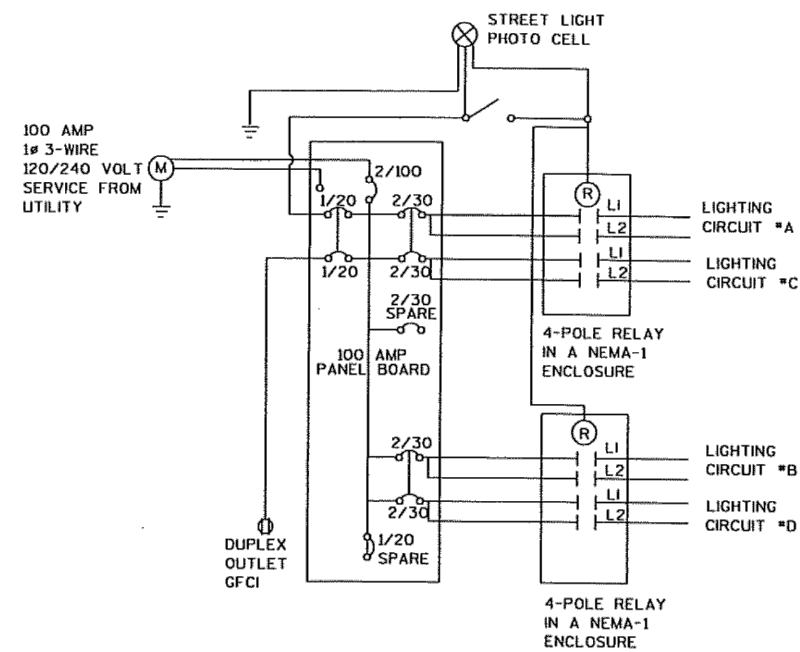 STREET LIGHT
PHOTO CELL
100 AMP
1ø 3-WIRE
120/240 VOLT
SERVICE FROM
UTILITY
M
2/100
1/20
2/30
1/20
2/30
2/30
SPARE
100 AMP
PANEL BOARD
2/30
2/30
1/20
SPARE
DUPLEX
OUTLET
GFCI
R
L1
L2
L1
L2
LIGHTING
CIRCUIT #A
LIGHTING
CIRCUIT #C
4-POLE RELAY
IN A NEMA-1
ENCLOSURE
R
L1
L2
L1
L2
LIGHTING
CIRCUIT #B
LIGHTING
CIRCUIT #D
4-POLE RELAY
IN A NEMA-1
ENCLOSURE